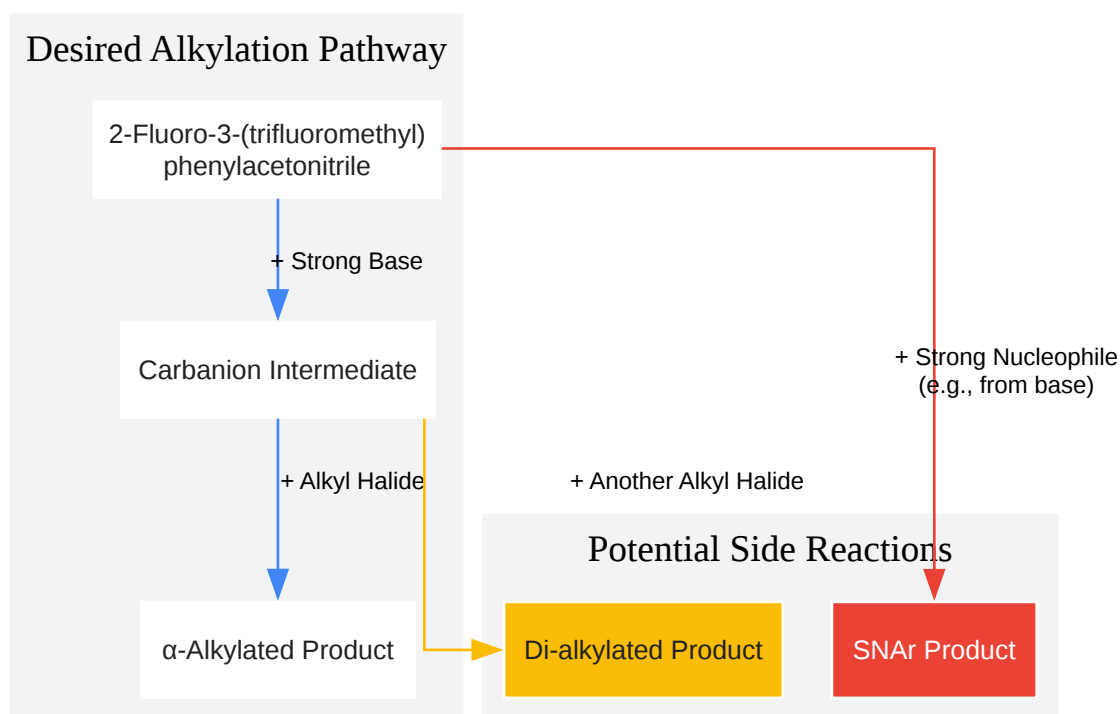 Desired Alkylation Pathway
2-Fluoro-3-(trifluoromethyl)
phenylacetonitrile
+ Strong Base
Carbanion Intermediate
+ Strong Nucleophile
(e.g., from base)
+ Alkyl Halide
+ Another Alkyl Halide
Potential Side Reactions
α-Alkylated Product
Di-alkylated Product
SNAr Product